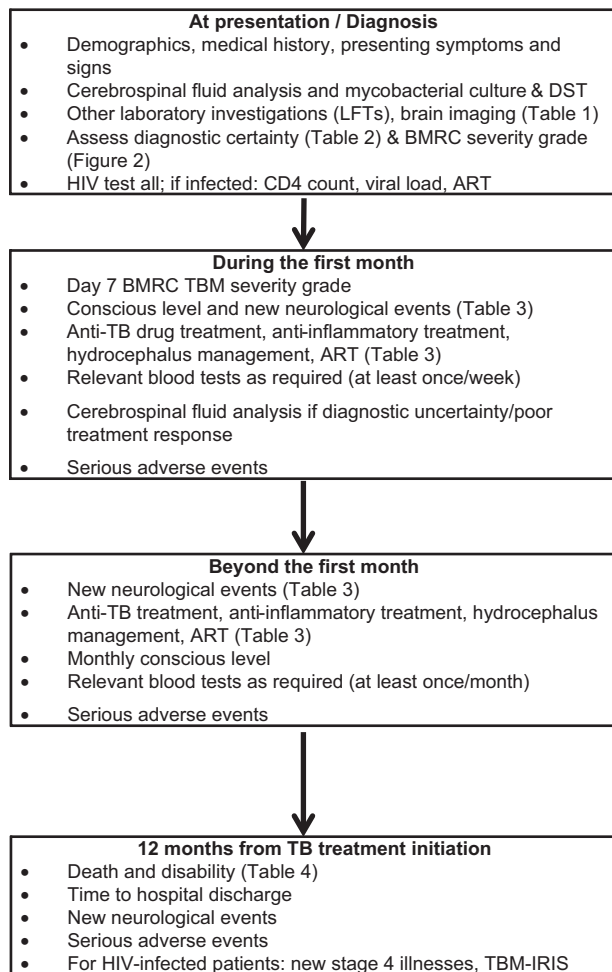 At presentation / Diagnosis
• Demographics, medical history, presenting symptoms and
signs
• Cerebrospinal fluid analysis and mycobacterial culture & DST
• Other laboratory investigations (LFTs), brain imaging (Table 1)
• Assess diagnostic certainty (Table 2) & BMRC severity grade
(Figure 2)
• HIV test all; if infected: CD4 count, viral load, ART
During the first month
• Day 7 BMRC TBM severity grade
• Conscious level and new neurological events (Table 3)
• Anti-TB drug treatment, anti-inflammatory treatment,
hydrocephalus management, ART (Table 3)
• Relevant blood tests as required (at least once/week)
• Cerebrospinal fluid analysis if diagnostic uncertainty/poor
treatment response
• Serious adverse events
Beyond the first month
• New neurological events (Table 3)
• Anti-TB treatment, anti-inflammatory treatment, hydrocephalus
management, ART (Table 3)
• Monthly conscious level
• Relevant blood tests as required (at least once/month)
• Serious adverse events
12 months from TB treatment initiation
• Death and disability (Table 4)
• Time to hospital discharge
• New neurological events
• Serious adverse events
• For HIV-infected patients: new stage 4 illnesses, TBM-IRIS